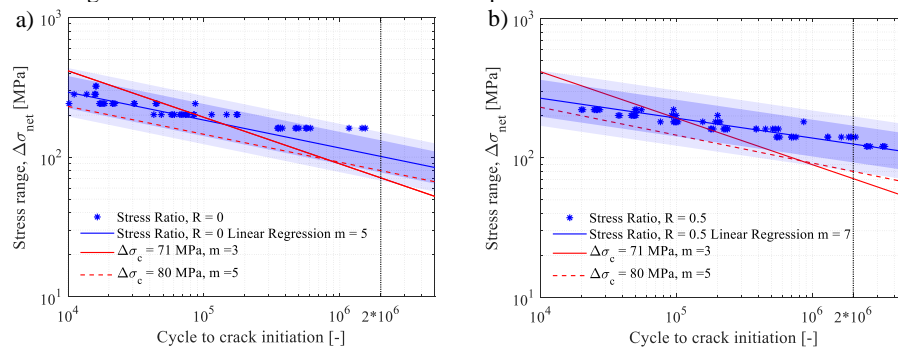 a)
Stress range, Δσnet [MPa]
10^3
10^2
10^1
Stress Ratio, R = 0
Stress Ratio, R = 0 Linear Regression m = 5
Δσc = 71 MPa, m =3
Δσc = 80 MPa, m =5
10^4
10^5
10^6
2*10^6
Cycle to crack initiation [-]
b)
Stress range, Δσnet [MPa]
10^3
10^2
10^1
Stress Ratio, R = 0.5
Stress Ratio, R = 0.5 Linear Regression m = 7
Δσc = 71 MPa, m =3
Δσc = 80 MPa, m =5
10^4
10^5
10^6
2*10^6
Cycle to crack initiation [-]